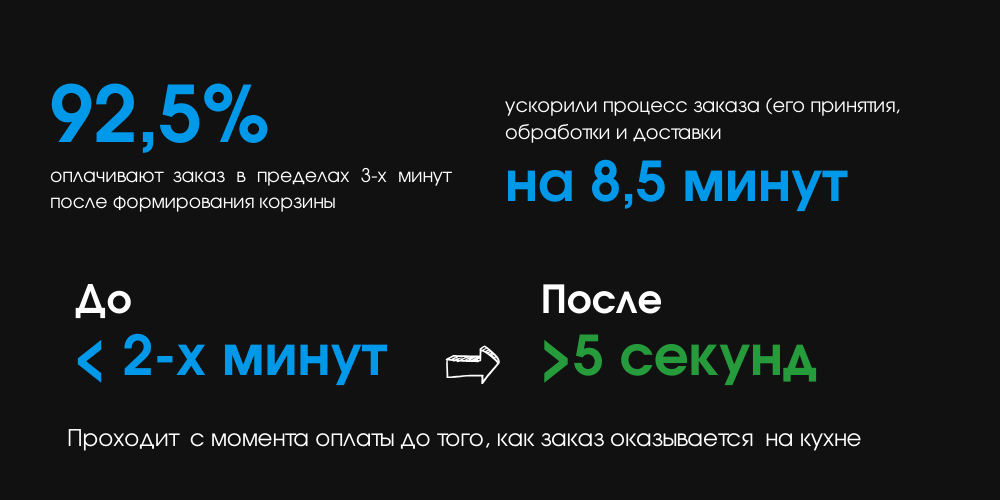 92,5%
оплачивают заказ в пределах 3-х минут
после формирования корзины
ускорили процесс заказа (его принятия,
обработки и доставки
на 8,5 минут
До
< 2-х минут
После
>5 секунд
Проходит с момента оплаты до того, как заказ оказывается на кухне